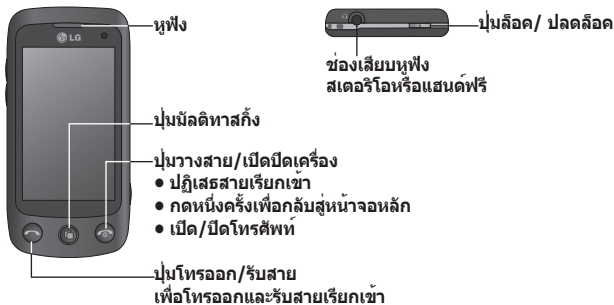 หูฟัง
LG
ปุ่มล็อค/ ปลดล็อค
ช่องเสียบหูฟัง
สเตอริโอหรือแฮนด์ฟรี
ปุ่มมัลติทาสกิ้ง
ปุ่มวางสาย/เปิดปิดเครื่อง
● ปฏิเสธสายเรียกเข้า
● กดหนึ่งครั้งเพื่อกลับสู่หน้าจอหลัก
● เปิด/ปิดโทรศัพท์
ปุ่มโทรออก/รับสาย
เพื่อโทรออกและรับสายเรียกเข้า